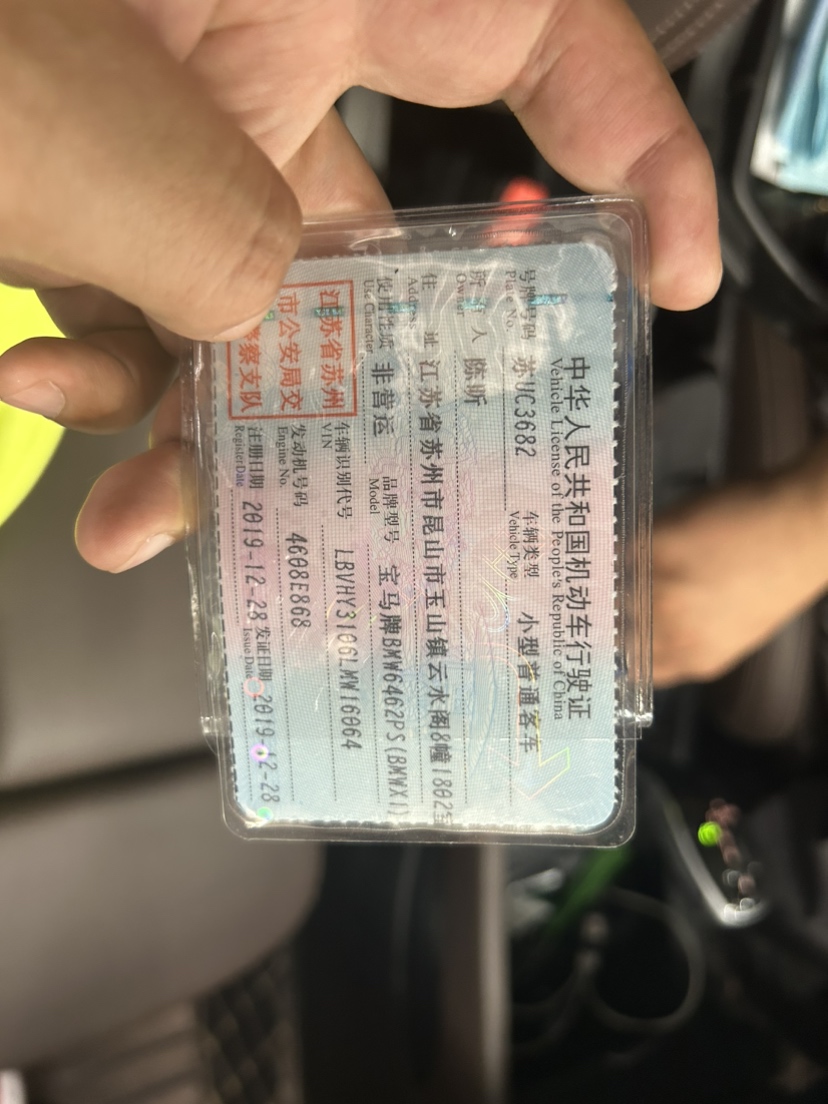 中华人民共和国机动车行驶证
Vehicle License of the People's Republic of China
号牌号码 苏UC3682 车辆类型 小型普通客车
Plate No. Vehicle Type
所 人 陈昕
Owner
住 址 江苏省苏州市昆山市玉山镇云水阁8幢1802室
Address
使用性质 非营运 品牌型号 宝马牌BMW6462PS(BMWX1)
Use Character Model
江苏省苏州
市公安局交
警察支队
车辆识别代号 LBVHY3106LMW16064
VIN
发动机号码 4608E868
Engine No.
注册日期 2019-12-28 发证日期 2019-12-28
Register Date Issue Date